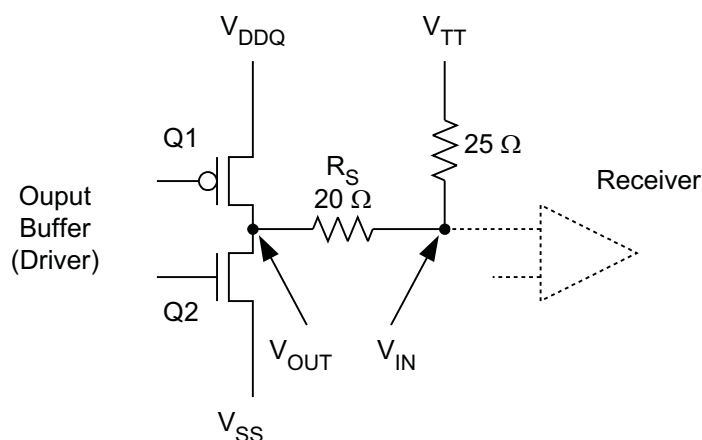 VDDQ
VTT
Q1
25 Ω
RS
20 Ω
Receiver
Ouput
Buffer
(Driver)
Q2
VOUT
VIN
VSS